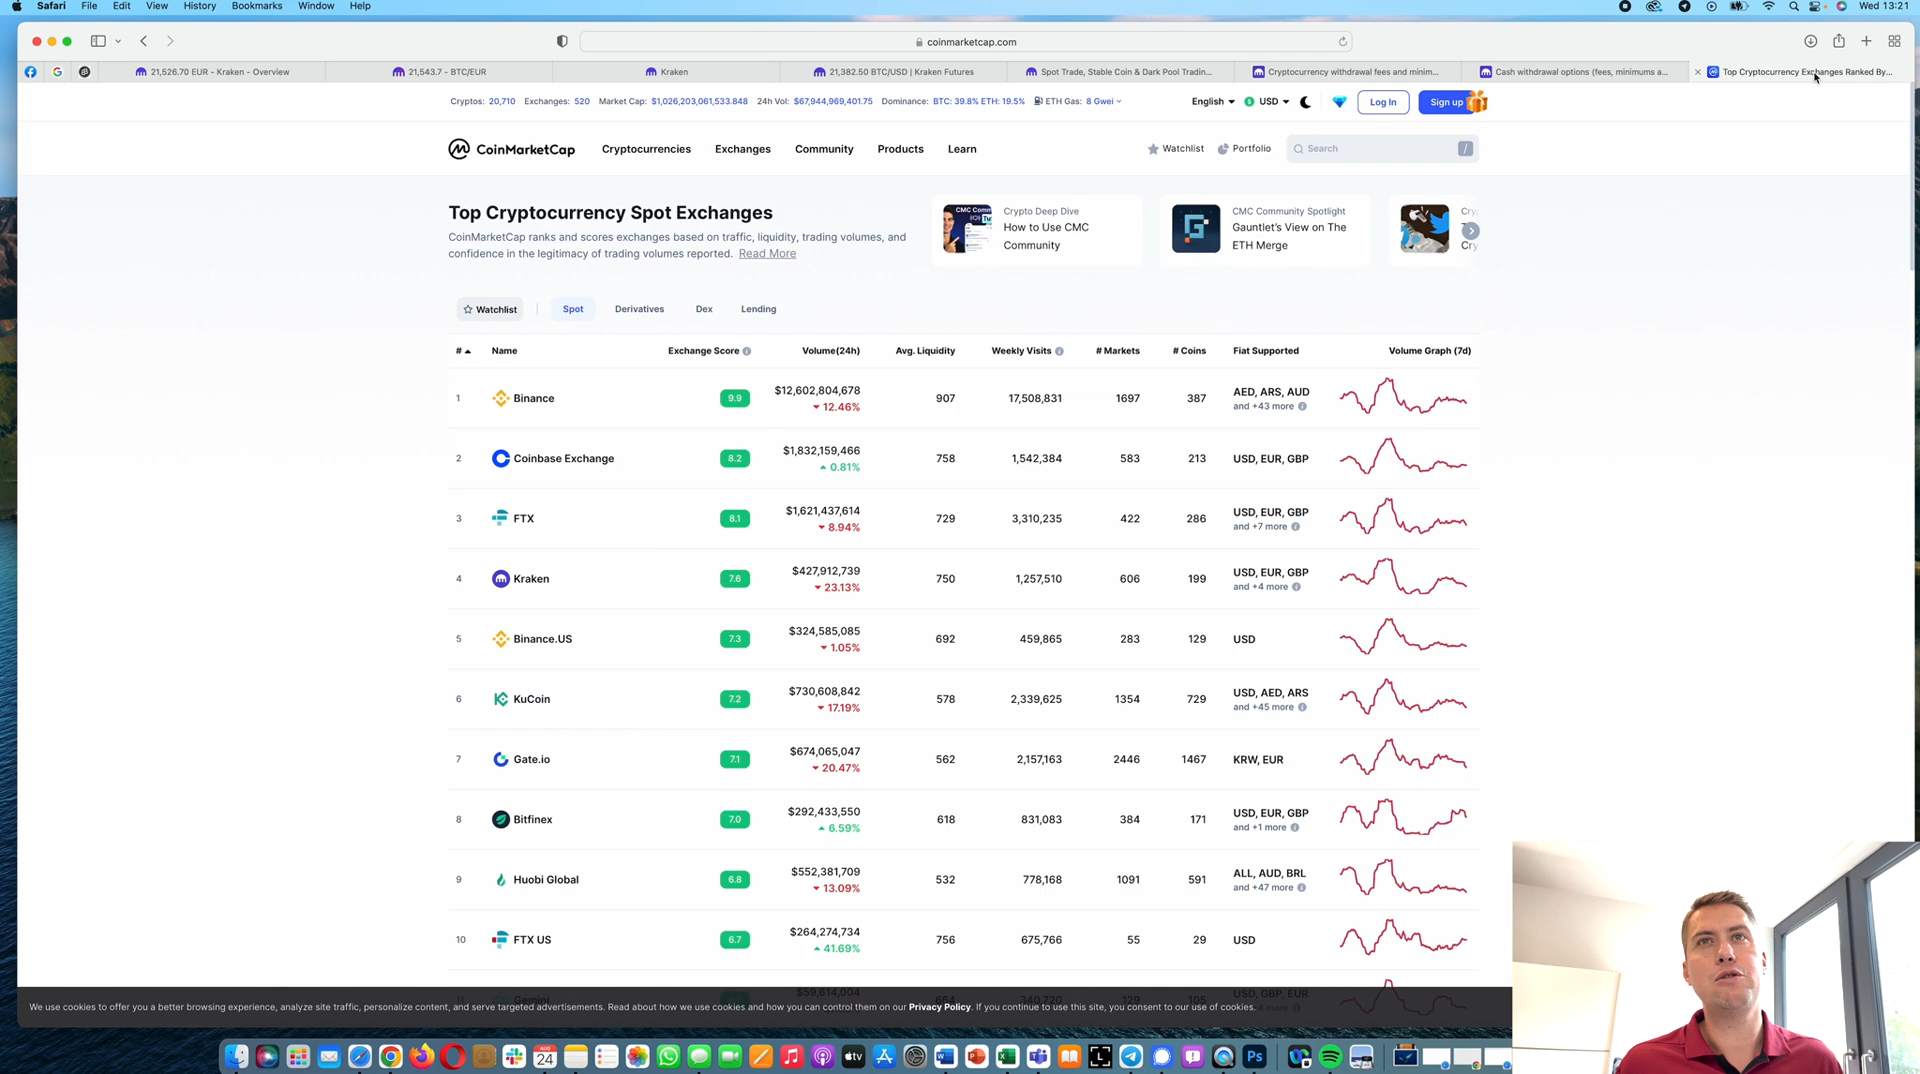 Safari File Edit View History Bookmarks Window Help Wed 13:21
coinmarketcap.com
21,526.70 EUR - Kraken - Overview 21,543.7 - BTC/EUR Kraken 21,382.50 BTC/USD | Kraken Futures Spot Trade, Stable Coin & Dark Pool Tradin... Cryptocurrency withdrawal fees and minim... Cash withdrawal options (fees, minimums a... Top Cryptocurrency Exchanges Ranked By...
Cryptos: 20,710 Exchanges: 520 Market Cap: $1,026,203,061,533.848 24h Vol: $67,944,969,401.75 Dominance: BTC: 39.8% ETH: 19.5% ETH Gas: 8 Gwei English USD Log In Sign up
CoinMarketCap Cryptocurrencies Exchanges Community Products Learn Watchlist Portfolio Search /
Top Cryptocurrency Spot Exchanges
CoinMarketCap ranks and scores exchanges based on traffic, liquidity, trading volumes, and
confidence in the legitimacy of trading volumes reported. Read More
Crypto Deep Dive
How to Use CMC
Community
CMC Community Spotlight
Gauntlet's View on The
ETH Merge
Watchlist Spot Derivatives Dex Lending
# Name Exchange Score Volume(24h) Avg. Liquidity Weekly Visits # Markets # Coins Fiat Supported Volume Graph (7d)
1 Binance 9.9 $12,602,804,678 907 17,508,831 1697 387 AED, ARS, AUD
12.46% and +43 more
2 Coinbase Exchange 8.2 $1,832,159,466 758 1,542,384 583 213 USD, EUR, GBP
0.81%
3 FTX 8.1 $1,621,437,614 729 3,310,235 422 286 USD, EUR, GBP
8.94% and +7 more
4 Kraken 7.6 $427,912,739 750 1,257,510 606 199 USD, EUR, GBP
23.13% and +4 more
5 Binance.US 7.3 $324,585,085 692 459,865 283 129 USD
1.05%
6 KuCoin 7.2 $730,608,842 578 2,339,625 1354 729 USD, AED, ARS
17.19% and +45 more
7 Gate.io 7.1 $674,065,047 562 2,157,163 2446 1467 KRW, EUR
20.47%
8 Bitfinex 7.0 $292,433,550 618 831,083 384 171 USD, EUR, GBP
6.59% and +1 more
9 Huobi Global 6.8 $552,381,709 532 778,168 1091 591 ALL, AUD, BRL
13.09% and +47 more
10 FTX US 6.7 $264,274,734 756 675,766 55 29 USD
41.69%
We use cookies to offer you a better browsing experience, analyze site traffic, personalize content, and serve targeted advertisements. Read about how we use cookies and how you can control them on our Privacy Policy. If you continue to use this site, you consent to our use of cookies.
AUG
24
Ps